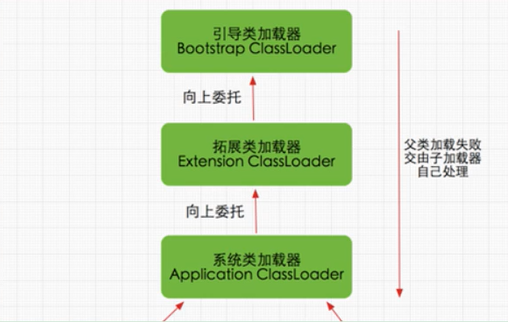 引导类加载器
Bootstrap ClassLoader
向上委托
拓展类加载器
Extension ClassLoader
父类加载失败
交由子加载器
自己处理
向上委托
系统类加载器
Application ClassLoader